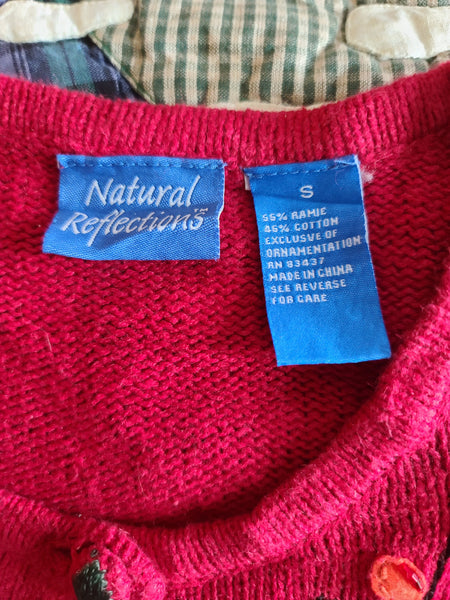 Natural
Reflections™
S
55% RAMIE
45% COTTON
EXCLUSIVE OF
ORNAMENTATION
RN 83437
MADE IN CHINA
SEE REVERSE
FOR CARE